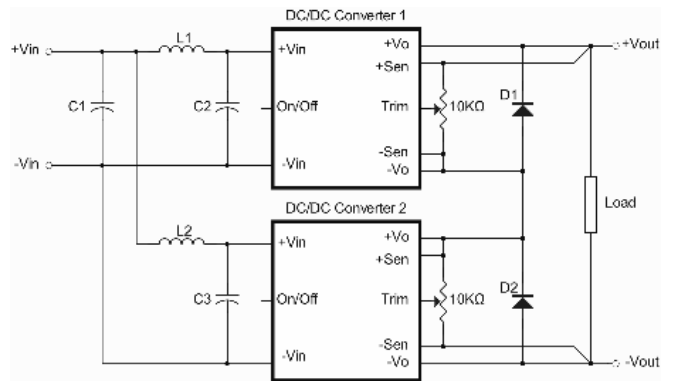 DC/DC Converter 1
+Vin
L1
+Vin
+Vo
+Vout
+Sen
C1
C2
On/Off
Trim
10KΩ
D1
-Vin
-Vin
-Sen
-Vo
Load
DC/DC Converter 2
L2
+Vin
+Vo
+Sen
C3
On/Off
Trim
10KΩ
D2
-Vin
-Sen
-Vo
-Vout